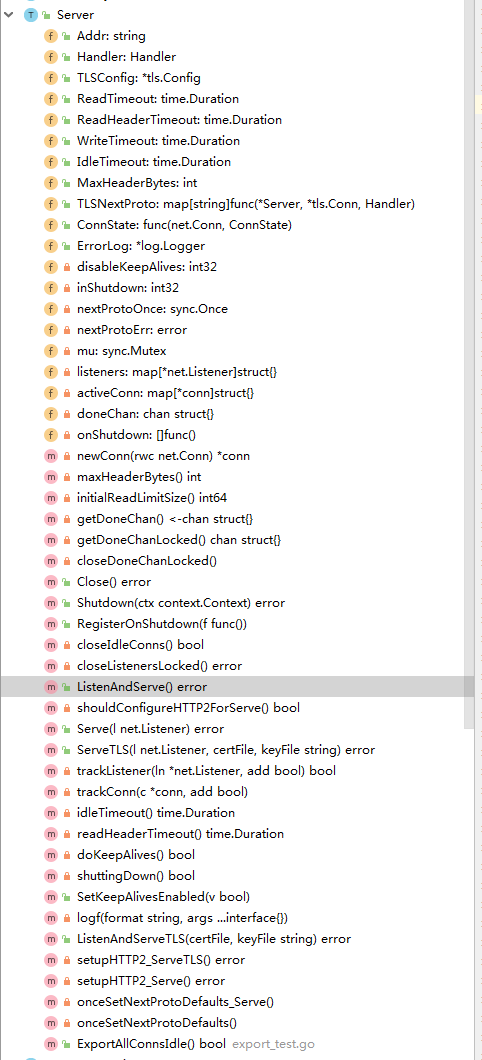 Server
Addr: string
Handler: Handler
TLSConfig: *tls.Config
ReadTimeout: time.Duration
ReadHeaderTimeout: time.Duration
WriteTimeout: time.Duration
IdleTimeout: time.Duration
MaxHeaderBytes: int
TLSNextProto: map[string]func(*Server, *tls.Conn, Handler)
ConnState: func(net.Conn, ConnState)
ErrorLog: *log.Logger
disableKeepAlives: int32
inShutdown: int32
nextProtoOnce: sync.Once
nextProtoErr: error
mu: sync.Mutex
listeners: map[*net.Listener]struct{}
activeConn: map[*conn]struct{}
doneChan: chan struct{}
onShutdown: []func()
newConn(rwc net.Conn) *conn
maxHeaderBytes() int
initialReadLimitSize() int64
getDoneChan() <-chan struct{}
getDoneChanLocked() chan struct{}
closeDoneChanLocked()
Close() error
Shutdown(ctx context.Context) error
RegisterOnShutdown(f func())
closeIdleConns() bool
closeListenersLocked() error
ListenAndServe() error
shouldConfigureHTTP2ForServe() bool
Serve(l net.Listener) error
ServeTLS(l net.Listener, certFile, keyFile string) error
trackListener(ln *net.Listener, add bool) bool
trackConn(c *conn, add bool)
idleTimeout() time.Duration
readHeaderTimeout() time.Duration
doKeepAlives() bool
shuttingDown() bool
SetKeepAlivesEnabled(v bool)
logf(format string, args ...interface{})
ListenAndServeTLS(certFile, keyFile string) error
setupHTTP2_ServeTLS() error
setupHTTP2_Serve() error
onceSetNextProtoDefaults_Serve()
onceSetNextProtoDefaults()
ExportAllConnsIdle() bool export_test.go